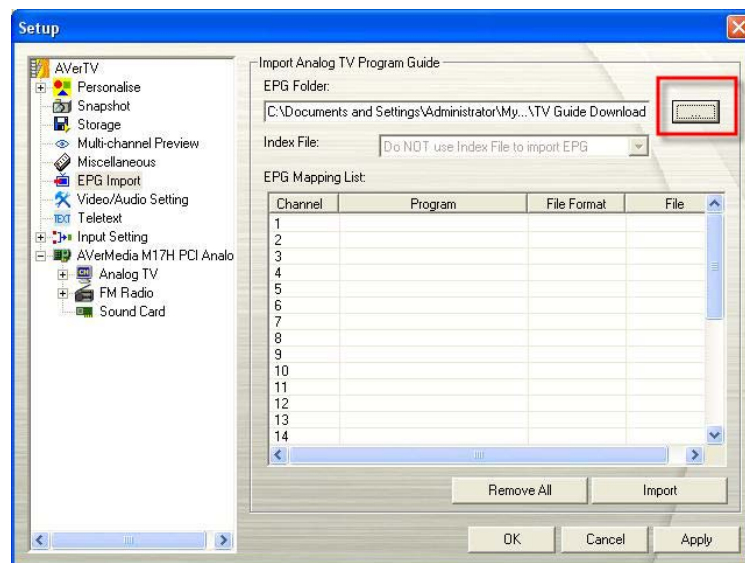 Setup
AVerTV
Personalise
Snapshot
Storage
Multi-channel Preview
Miscellaneous
EPG Import
Video/Audio Setting
TEXT Teletext
Input Setting
AVerMedia M17H PCI Analo
Analog TV
FM Radio
Sound Card
Import Analog TV Program Guide
EPG Folder:
C:\Documents and Settings\Administrator\My...\TV Guide Download
...
Index File:
Do NOT use Index File to import EPG
EPG Mapping List:
Channel Program File Format File
1
2
3
4
5
6
7
8
9
10
11
12
13
14
Remove All Import
OK Cancel Apply